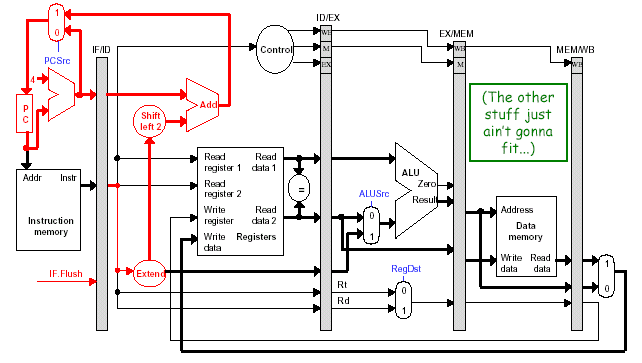 ID/EX
1
0
WB
IF/ID
EX/MEM
PCSrc
Control
M
WB
MEM/WB
EX
M
WB
4
P
C
Add
Shift
left 2
(The other
stuff just
ain't gonna
fit...)
Addr Instr
Instruction
memory
Read
register 1
Read
data 1
Read
register 2
Write
register
Read
data 2
Write
data
Registers
=
ALU
Zero
Result
ALUSrc
0
1
Address
Data
memory
Write
data
Read
data
1
0
IF.Flush
Extend
RegDst
Rt
Rd
0
1